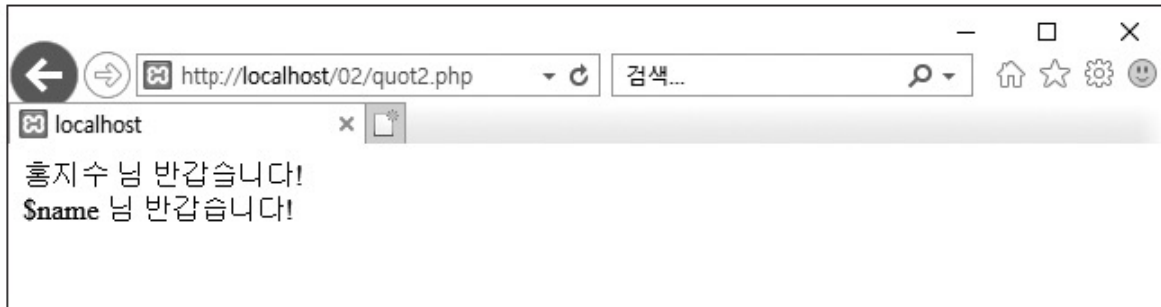 http://localhost/02/quot2.php
검색...
localhost
홍지수 님 반갑습니다!
$name 님 반갑습니다!